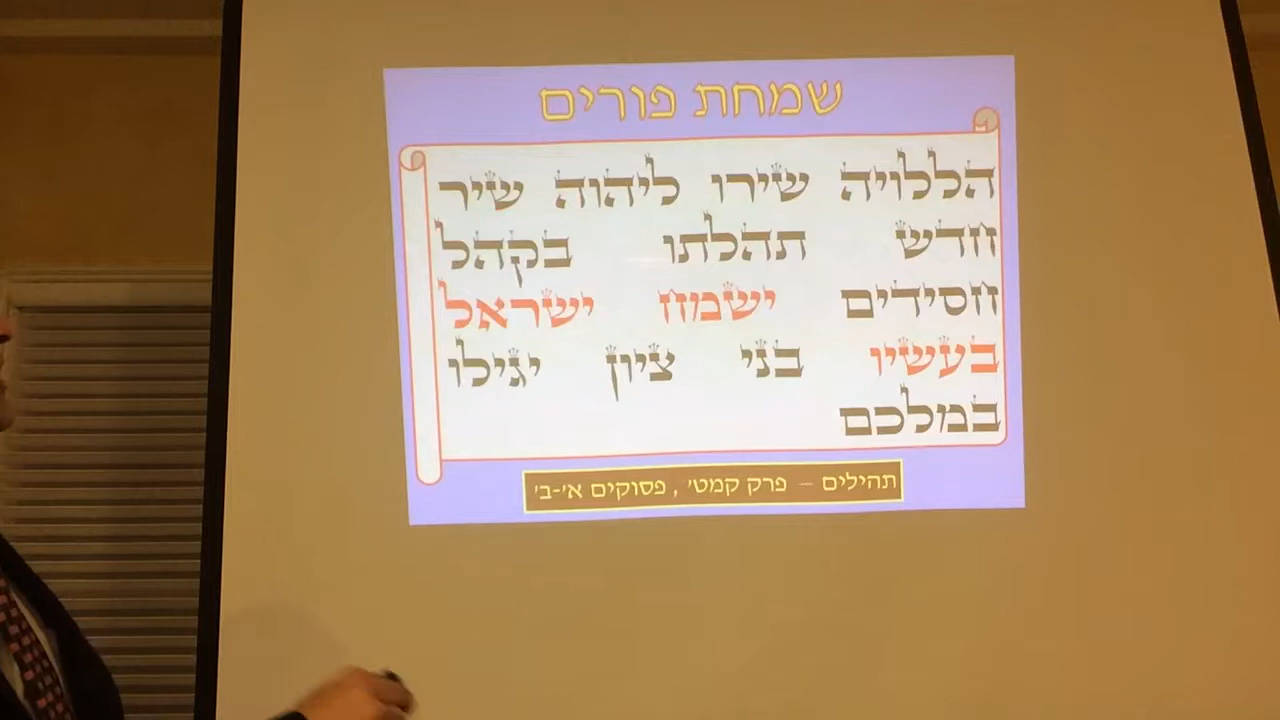 שמחת פורים
הללויה שירו ליהוה שיר
חדש תהלתו בקהל
חסידים ישמח ישראל
בעשיו בני ציון יגילו
במלכם
תהילים – פרק קמט', פסוקים א'-ב'